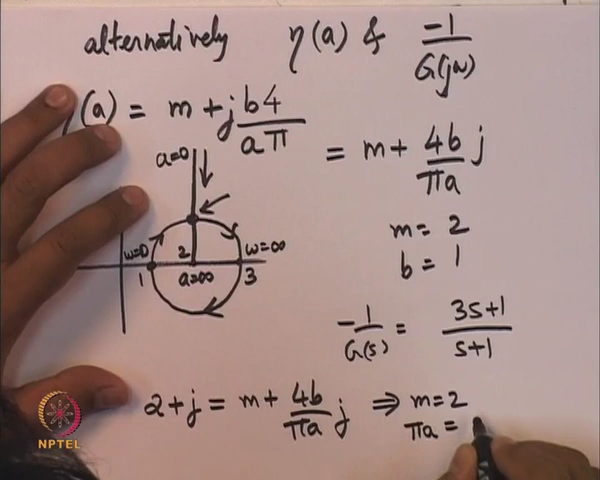 alternatively η(a) & -1/G(jω)
η(a) = m + j b4/aπ
= m + 4b/πa j
a=0
m = 2
b = 1
ω=0 2 ω=∞
1 a=∞ 3
-1/G(s) = 3s+1/s+1
2+j = m + 4b/πa j ⇒ m=2
πa =
NPTEL